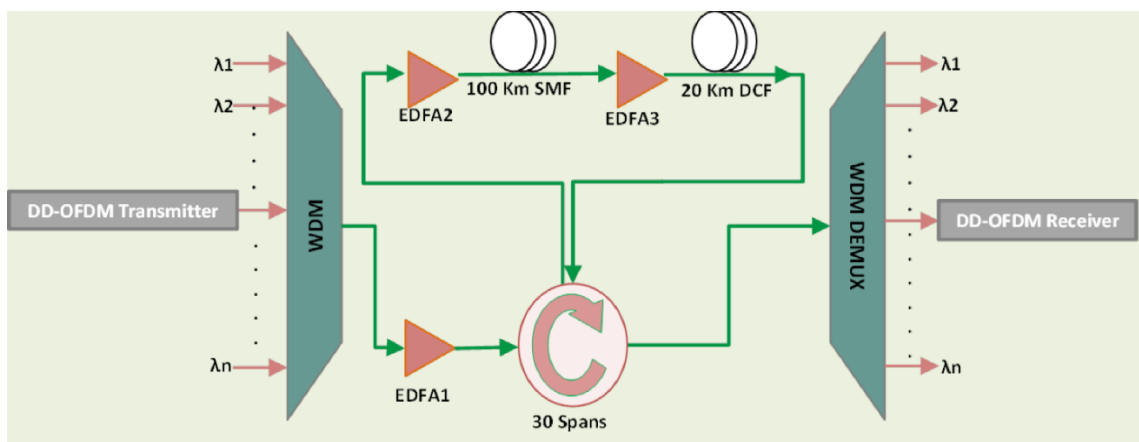 λ1
λ2
DD-OFDM Transmitter
λn
WDM
EDFA2
100 Km SMF
EDFA3
20 Km DCF
EDFA1
30 Spans
WDM DEMUX
λ1
λ2
DD-OFDM Receiver
λn